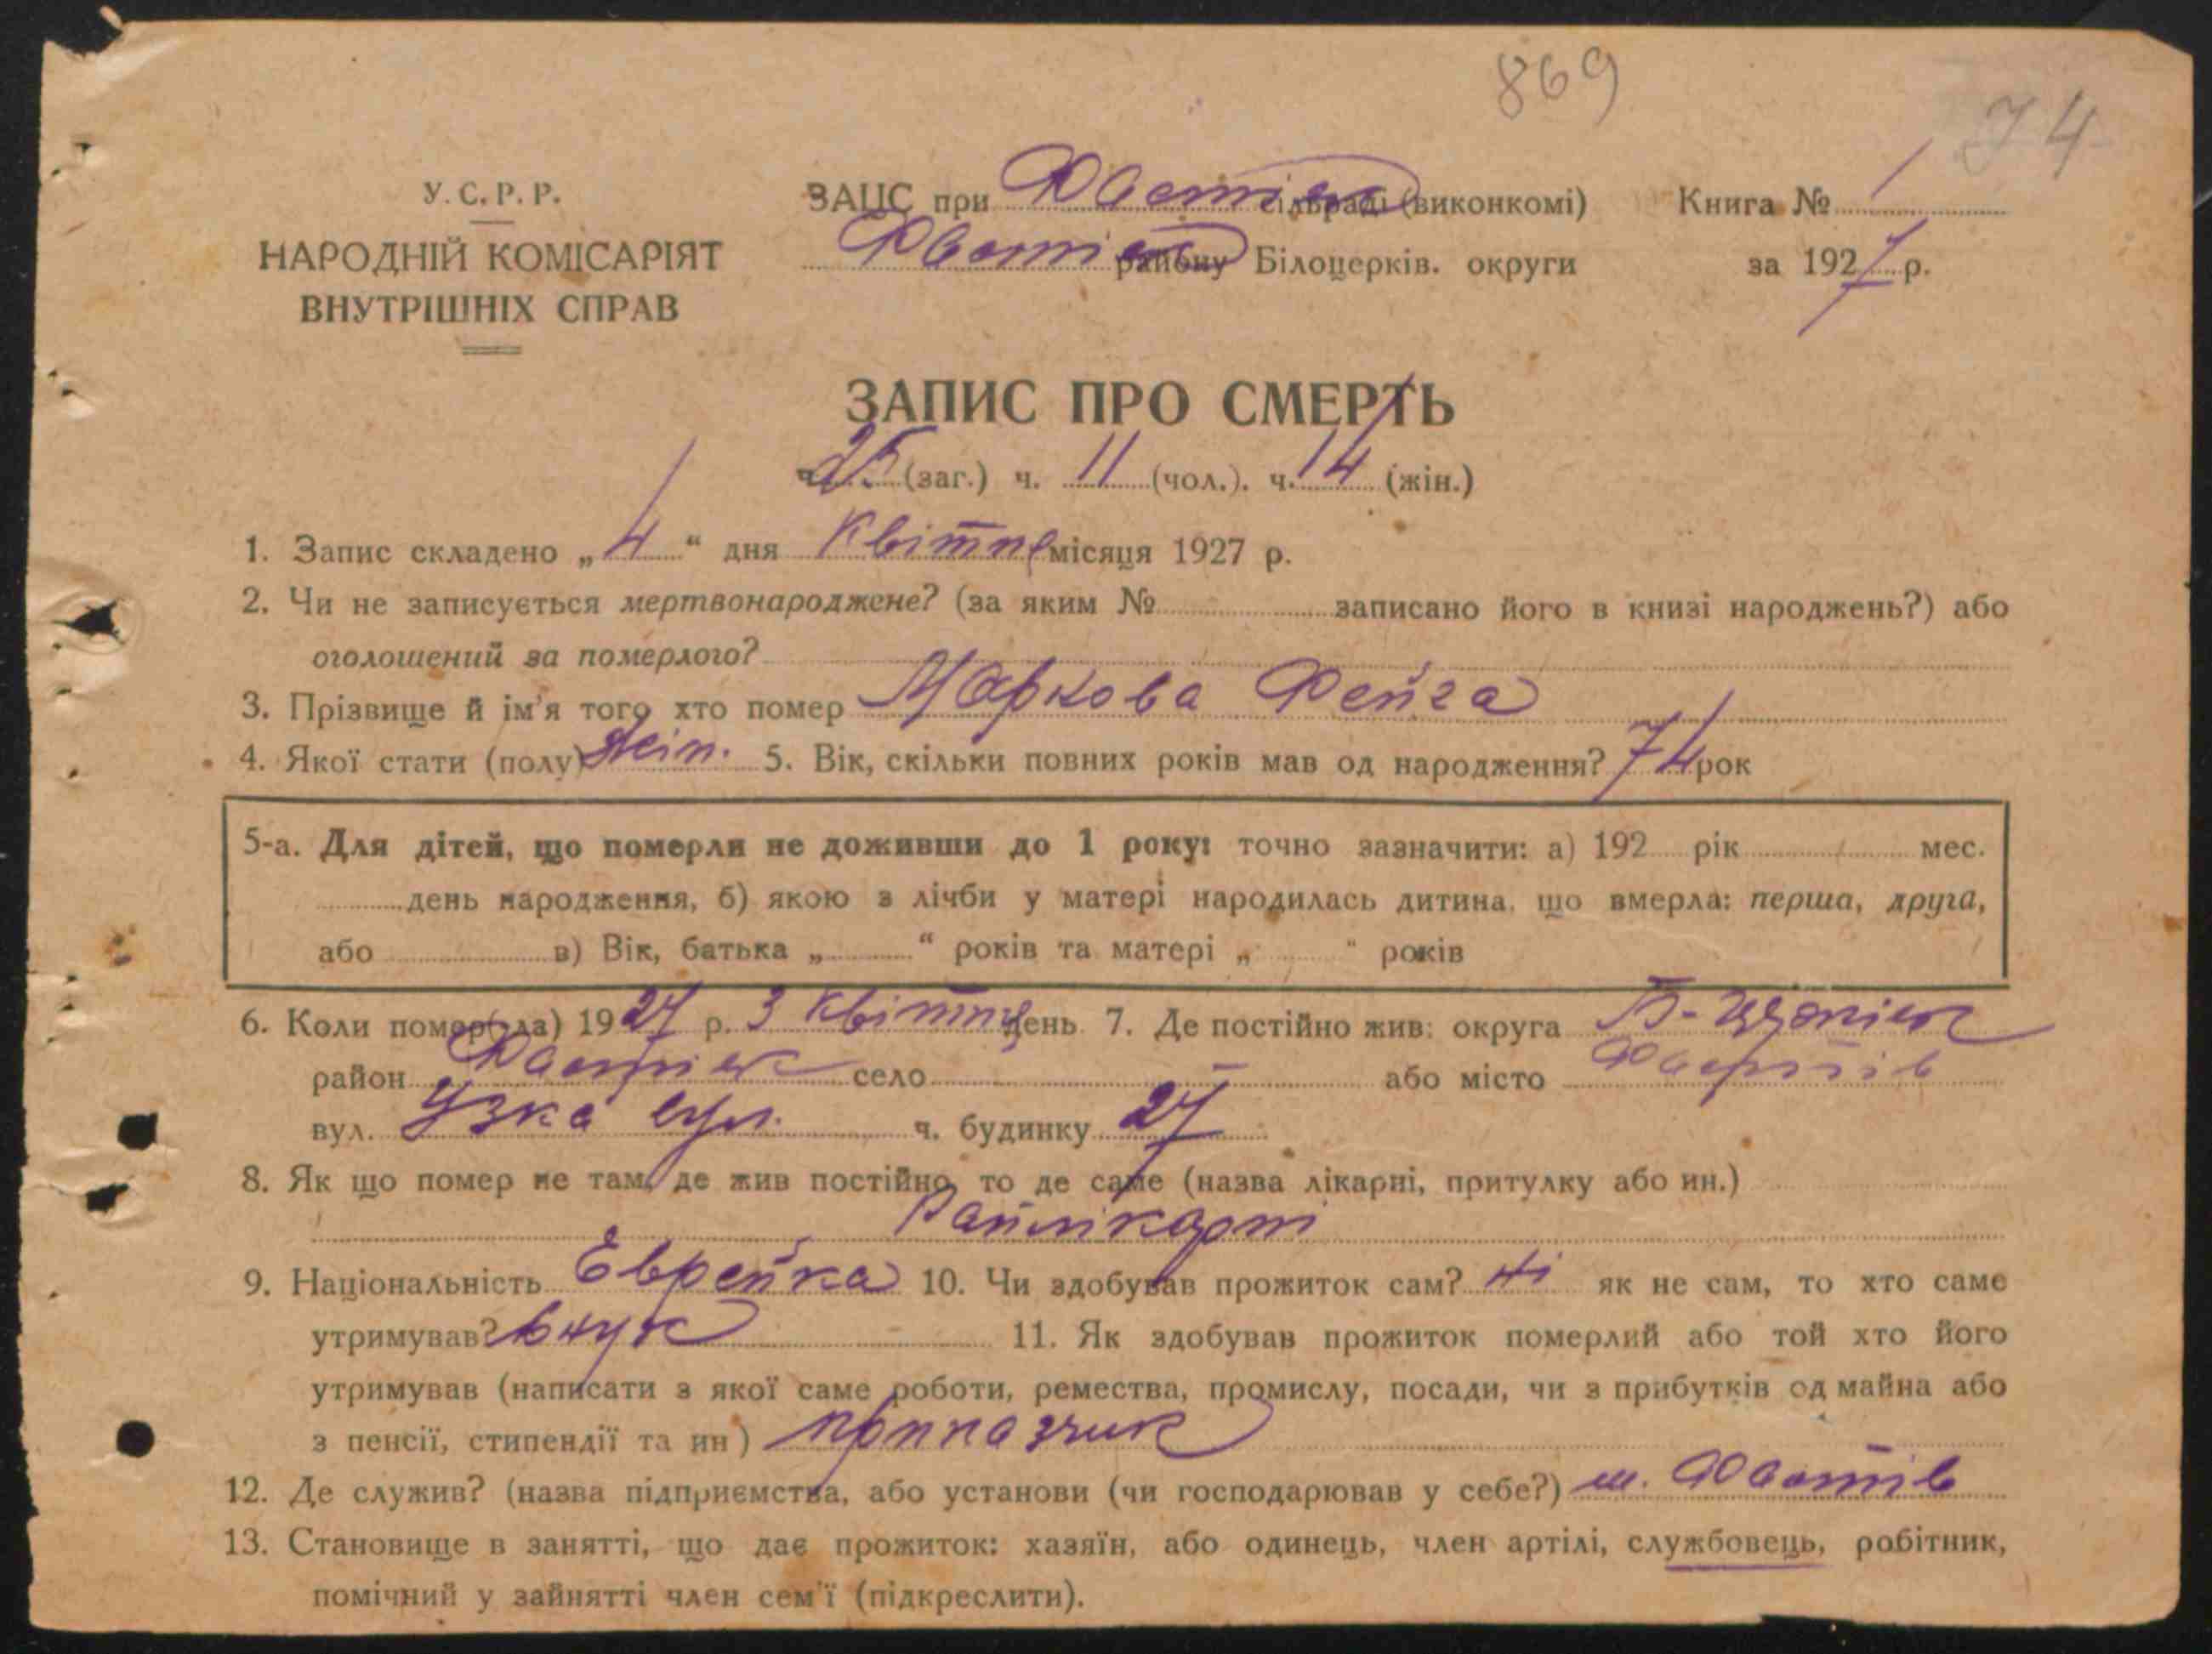 869
74
У. С. Р. Р.
НАРОДНІЙ КОМІСАРІЯТ
ВНУТРІШНІХ СПРАВ
ЗАЦС при Фастівськ сільраді (виконкомі)
Фастівськ району Білоцерків. округи
Книга № 1
за 1927 р.
ЗАПИС ПРО СМЕРТЬ
ч. 25 (заг.) ч. 11 (чол.). ч. 14 (жін.)
1. Запис складено „4“ дня Квітня місяця 1927 р.
2. Чи не записується мертвонароджене? (за яким № записано його в книзі народжень?) або
оголошений за померлого?
3. Прізвище й ім'я того хто помер Маркова Фейга
4. Якої стати (полу) жін. 5. Вік, скільки повних років мав од народження? 74 рок
5-а. Для дітей, що померли не доживши до 1 року: точно зазначити: а) 192 рік мес.
день народження, б) якою з лічби у матері народилась дитина, що вмерла: перша, друга,
або в) Вік, батька „ “ років та матері „ “ років
6. Коли помер(ла) 1927 р. 3 Квітня день 7. Де постійно жив: округа Б-Церківськ
район Фастівськ село або місто Фастів
вул. Узка вул. ч. будинку 27
8. Як що помер не там, де жив постійно, то де саме (назва лікарні, притулку або ин.)
Райлікарні
9. Національність Еврейка 10. Чи здобував прожиток сам? ні як не сам, то хто саме
утримував? внук 11. Як здобував прожиток померлий або той хто його
утримував (написати з якої саме роботи, ремества, промислу, посади, чи з прибутків од майна або
з пенсії, стипендії та ин) приказчик
12. Де служив? (назва підприємства, або установи (чи господарював у себе?) м. Фастів
13. Становище в занятті, що дає прожиток: хазяїн, або одинець, член артілі, службовець, робітник,
помічний у зайнятті член сем'ї (підкреслити).